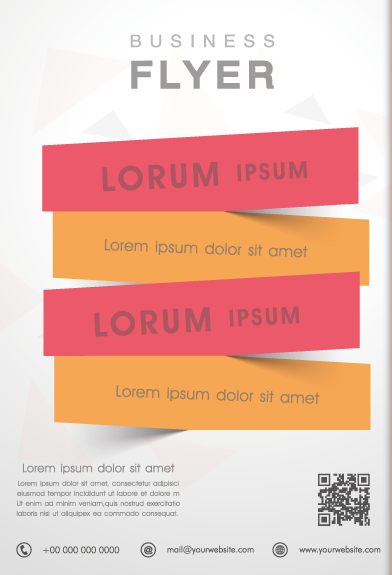 BUSINESS
FLYER
LORUM IPSUM
Lorem ipsum dolor sit amet
LORUM IPSUM
Lorem ipsum dolor sit amet
Lorem ipsum dolor sit amet
Lorem ipsum dolor sit amet, consectetur adipisici
eiusmod tempor incididunt ut labore et dolore m
Ut enim ad minim veniam, quis nostrud exercitatio
ut aliquip ex ea commodo consequat.
+00 000 000 0000
mail@yourwebsite.com
www.yourwebsite.com